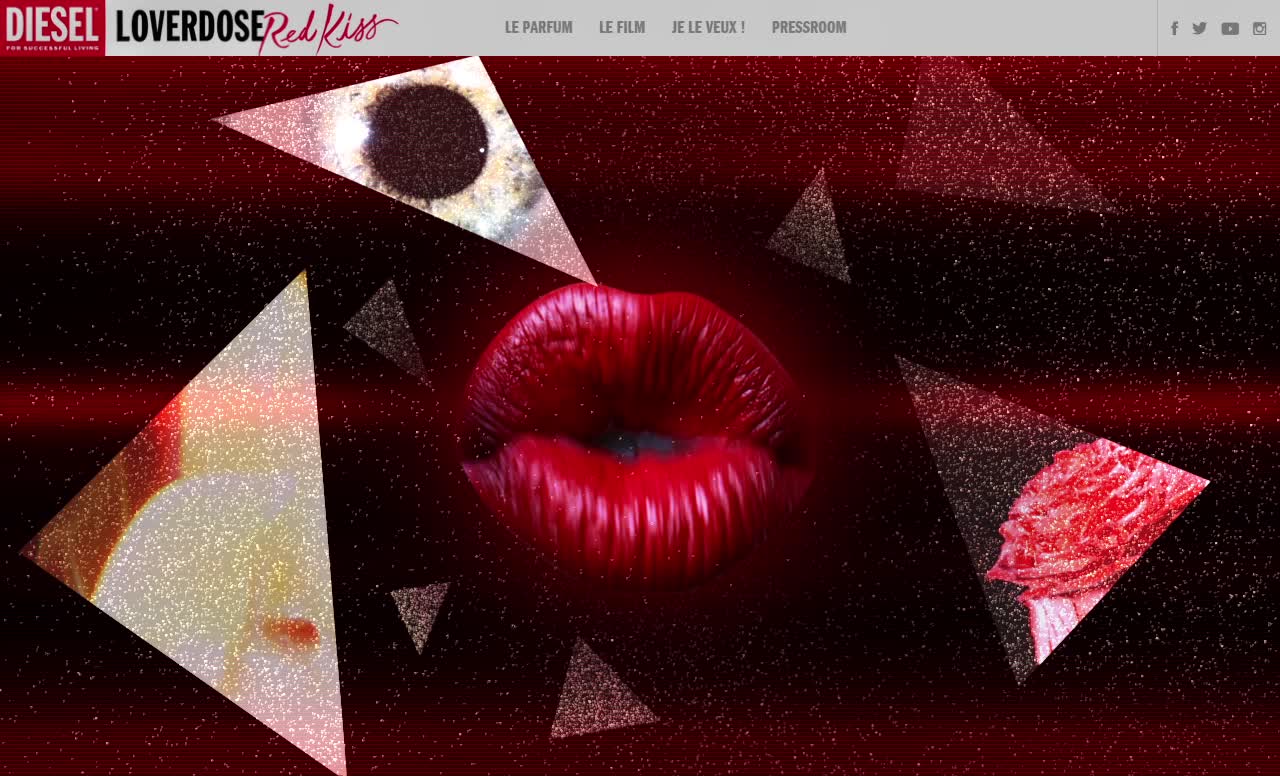 DIESEL
FOR SUCCESSFUL LIVING
LOVERDOSE Red Kiss
LE PARFUM LE FILM JE LE VEUX ! PRESSROOM